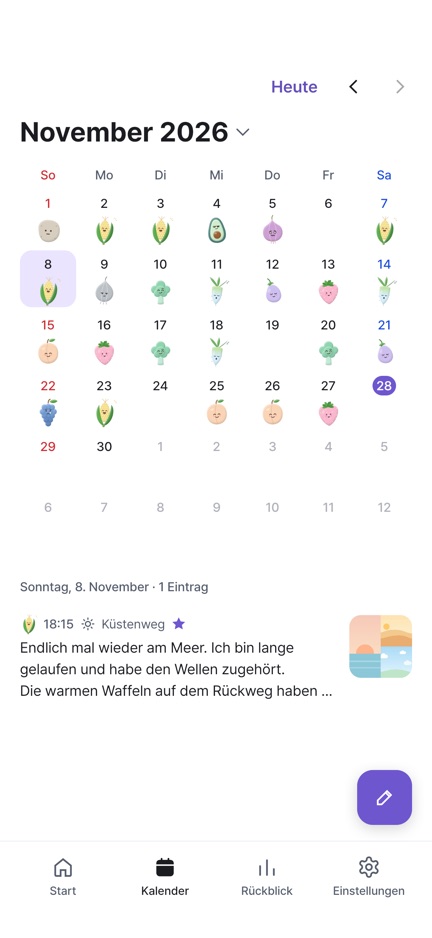 Heute
November 2026
So Mo Di Mi Do Fr Sa
1 2 3 4 5 6 7
8 9 10 11 12 13 14
15 16 17 18 19 20 21
22 23 24 25 26 27 28
29 30 1 2 3 4 5
6 7 8 9 10 11 12
Sonntag, 8. November · 1 Eintrag
18:15 Küstenweg
Endlich mal wieder am Meer. Ich bin lange
gelaufen und habe den Wellen zugehört.
Die warmen Waffeln auf dem Rückweg haben ...
Start Kalender Rückblick Einstellungen